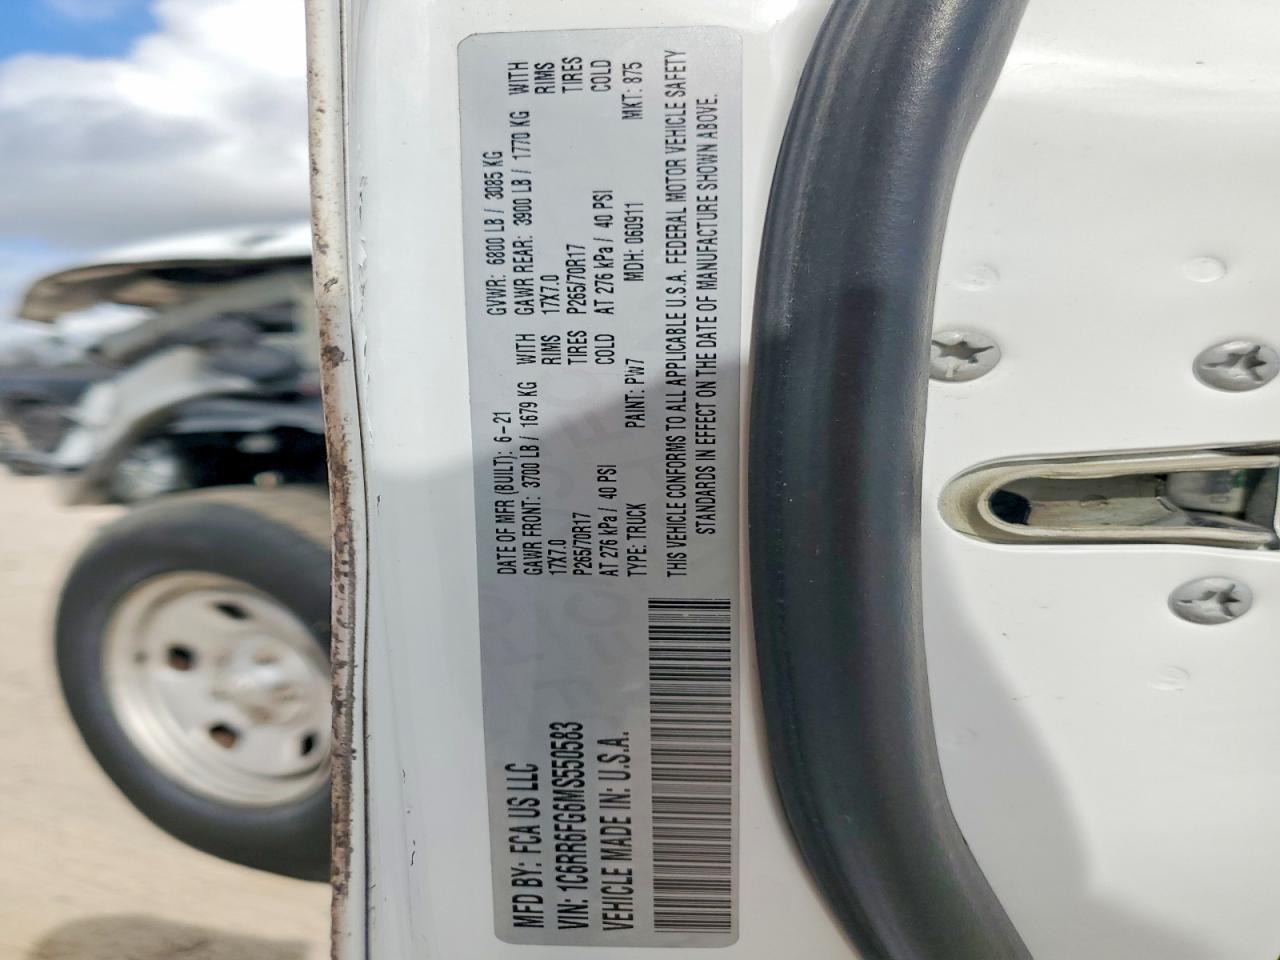 MFD BY: FCA US LLC
DATE OF MFR (BUILT): 6-21
GVWR: 6800 LB / 3085 KG
VIN: 1C6RR6FG6MS550583
GAWR FRONT: 3700 LB / 1679 KG WITH
GAWR REAR: 3900 LB / 1770 KG WITH
17X7.0 RIMS
17X7.0 RIMS
P265/70R17 TIRES
P265/70R17 TIRES
VEHICLE MADE IN: U.S.A.
AT 276 kPa / 40 PSI COLD
AT 276 kPa / 40 PSI COLD
TYPE: TRUCK PAINT: PW7 MDH: 060911 MKT: 875
THIS VEHICLE CONFORMS TO ALL APPLICABLE U.S.A. FEDERAL MOTOR VEHICLE SAFETY
STANDARDS IN EFFECT ON THE DATE OF MANUFACTURE SHOWN ABOVE.